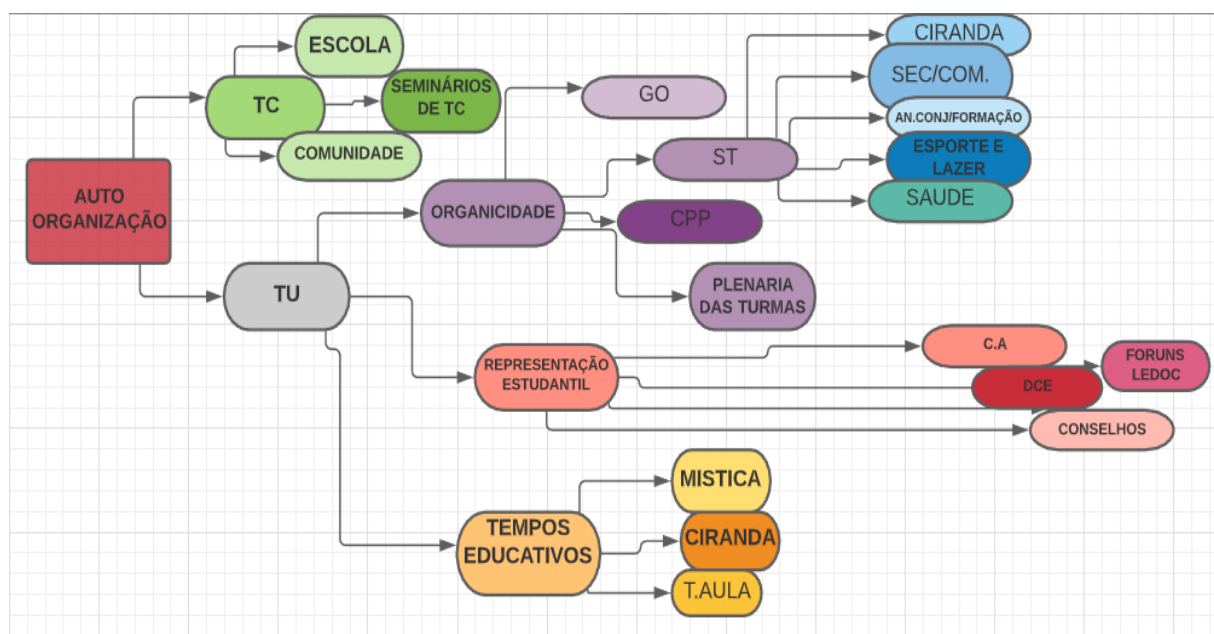 ESCOLA
TC
SEMINÁRIOS
DE TC
COMUNIDADE
AUTO
ORGANIZAÇÃO
TU
ORGANICIDADE
GO
ST
CPP
PLENARIA
DAS TURMAS
CIRANDA
SEC/COM.
AN.CONJ/FORMAÇÃO
ESPORTE E
LAZER
SAUDE
REPRESENTAÇÃO
ESTUDANTIL
C.A
FORUNS
LEDOC
DCE
CONSELHOS
TEMPOS
EDUCATIVOS
MISTICA
CIRANDA
T.AULA